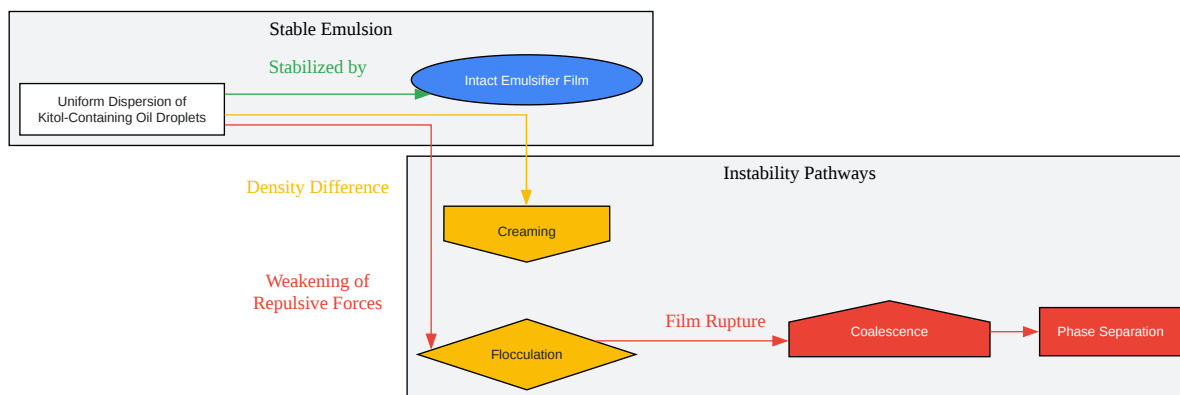 Stable Emulsion
Stabilized by
Intact Emulsifier Film
Uniform Dispersion of
Kitol-Containing Oil Droplets
Instability Pathways
Density Difference
Creaming
Weakening of
Repulsive Forces
Film Rupture
Coalescence
Phase Separation
Flocculation